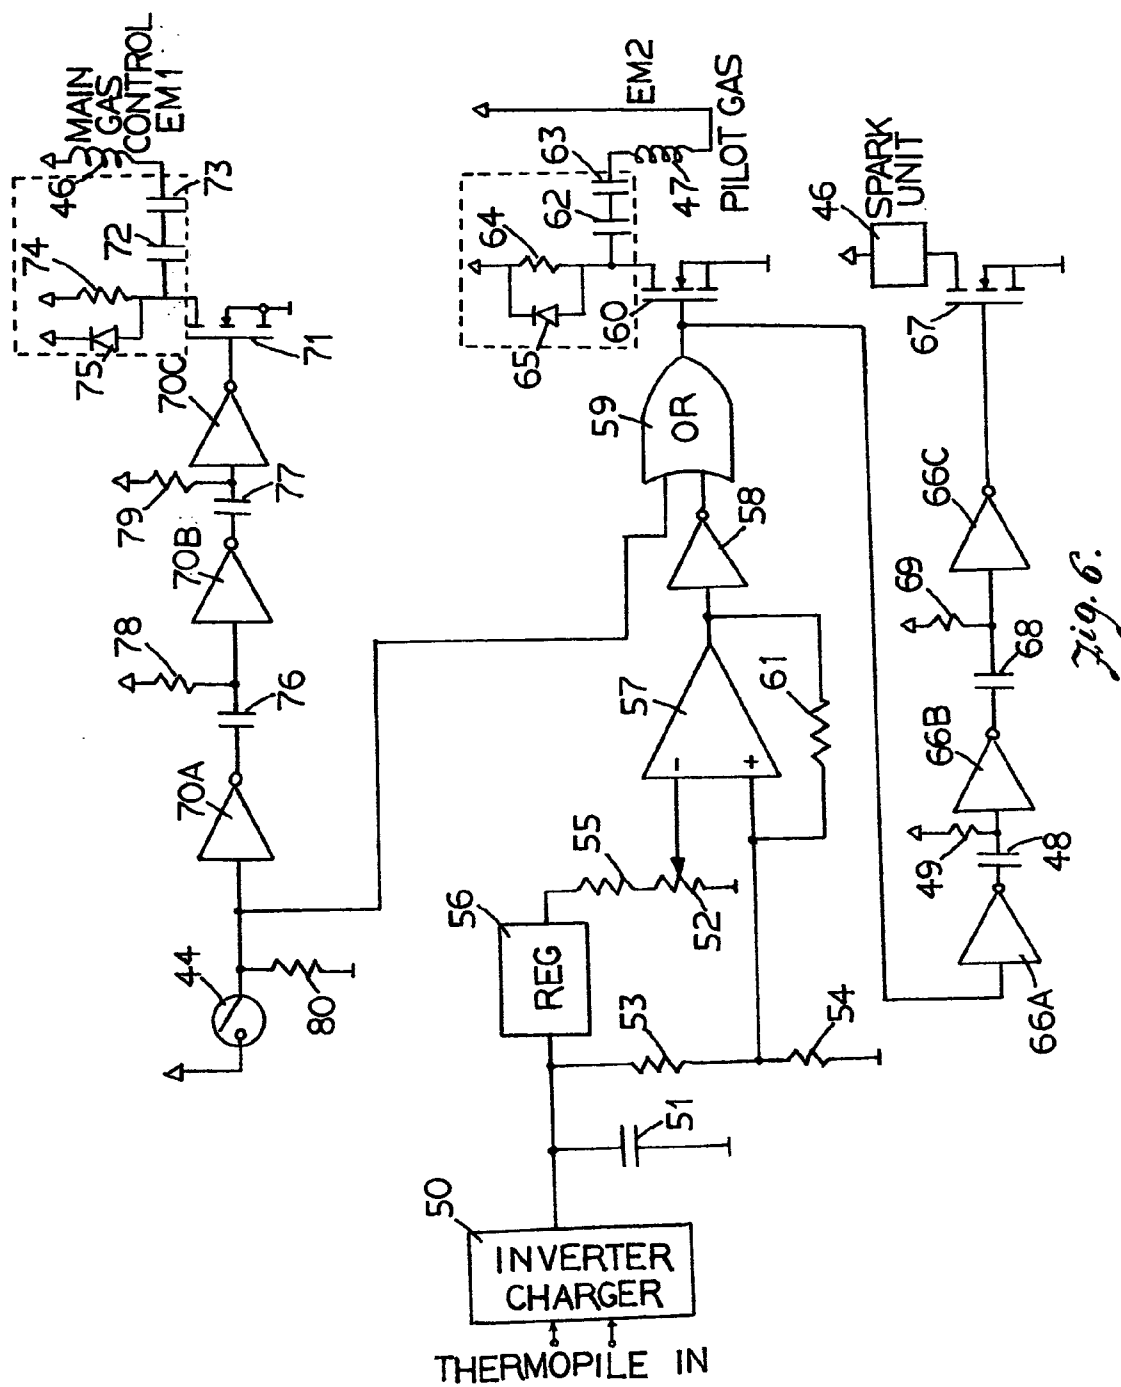 MAIN
GAS
CONTROL
EM1
46
73
72
74
75
71
70C
77
79
70B
78
76
70A
44
80
EM2
PILOT GAS
63
47
62
64
65
60
59
OR
58
57
-
+
61
55
52
56
REG
53
54
51
50
INVERTER
CHARGER
THERMOPILE IN
46
SPARK
UNIT
67
66C
69
68
66B
49
48
66A
Fig. 6.